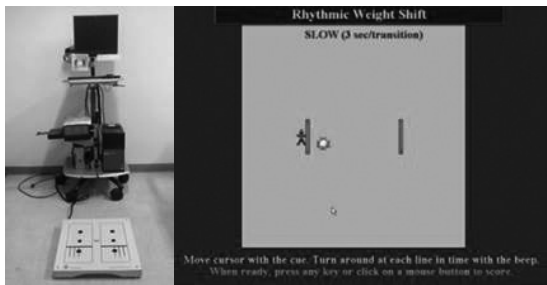 Rhythmic Weight Shift
SLOW (3 sec/transition)
Move cursor with the cue. Turn around at each line in time with the beep.
When ready, press any key or click on a mouse button to score.